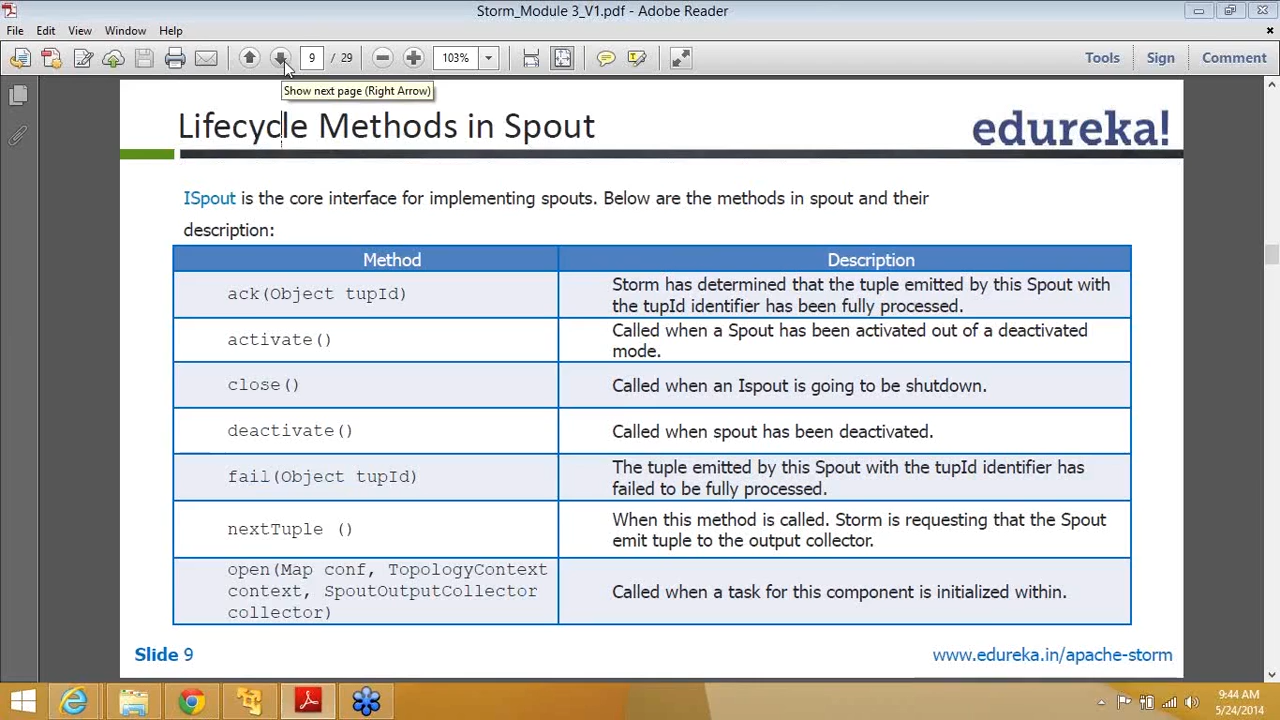 Storm_Module 3_V1.pdf - Adobe Reader
File Edit View Window Help
9 / 29 103% Tools Sign Comment
Show next page (Right Arrow)
Lifecycle Methods in Spout
edureka!
ISpout is the core interface for implementing spouts. Below are the methods in spout and their
description:
Method Description
ack(Object tupId)
Storm has determined that the tuple emitted by this Spout with
the tupId identifier has been fully processed.
activate()
Called when a Spout has been activated out of a deactivated
mode.
close()
Called when an Ispout is going to be shutdown.
deactivate()
Called when spout has been deactivated.
fail(Object tupId)
The tuple emitted by this Spout with the tupId identifier has
failed to be fully processed.
nextTuple ()
When this method is called. Storm is requesting that the Spout
emit tuple to the output collector.
open(Map conf, TopologyContext
context, SpoutOutputCollector
collector)
Called when a task for this component is initialized within.
Slide 9
www.edureka.in/apache-storm
9:44 AM
5/24/2014